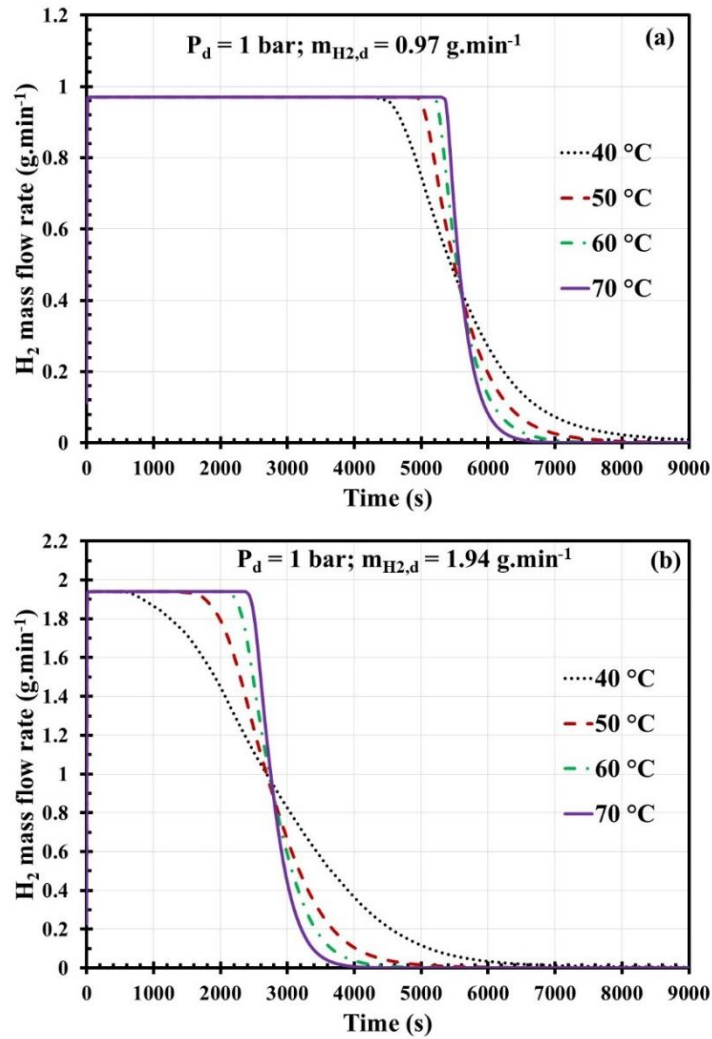 P_d = 1 bar; m_H2,d = 0.97 g.min⁻¹
(a)
H₂ mass flow rate (g.min⁻¹)
1.2
1
0.8
0.6
0.4
0.2
0
40 °C
50 °C
60 °C
70 °C
0 1000 2000 3000 4000 5000 6000 7000 8000 9000
Time (s)
P_d = 1 bar; m_H2,d = 1.94 g.min⁻¹
(b)
H₂ mass flow rate (g.min⁻¹)
2.2
2
1.8
1.6
1.4
1.2
1
0.8
0.6
0.4
0.2
0
40 °C
50 °C
60 °C
70 °C
0 1000 2000 3000 4000 5000 6000 7000 8000 9000
Time (s)